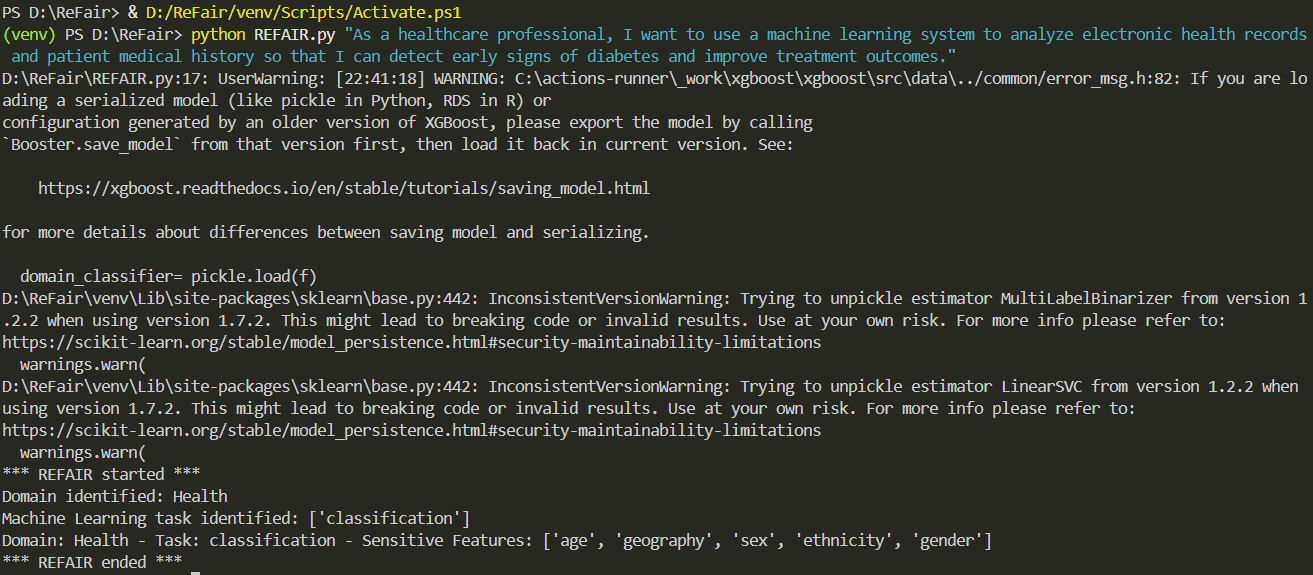 PS D:\ReFair> & D:/ReFair/venv/Scripts/Activate.ps1
(venv) PS D:\ReFair> python REFAIR.py "As a healthcare professional, I want to use a machine learning system to analyze electronic health records
 and patient medical history so that I can detect early signs of diabetes and improve treatment outcomes."
D:\ReFair\REFAIR.py:17: UserWarning: [22:41:18] WARNING: C:\actions-runner\_work\xgboost\xgboost\src\data\../common/error_msg.h:82: If you are lo
ading a serialized model (like pickle in Python, RDS in R) or
configuration generated by an older version of XGBoost, please export the model by calling
`Booster.save_model` from that version first, then load it back in current version. See:
    https://xgboost.readthedocs.io/en/stable/tutorials/saving_model.html
for more details about differences between saving model and serializing.
  domain_classifier= pickle.load(f)
D:\ReFair\venv\Lib\site-packages\sklearn\base.py:442: InconsistentVersionWarning: Trying to unpickle estimator MultiLabelBinarizer from version 1
.2.2 when using version 1.7.2. This might lead to breaking code or invalid results. Use at your own risk. For more info please refer to:
https://scikit-learn.org/stable/model_persistence.html#security-maintainability-limitations
  warnings.warn(
D:\ReFair\venv\Lib\site-packages\sklearn\base.py:442: InconsistentVersionWarning: Trying to unpickle estimator LinearSVC from version 1.2.2 when
using version 1.7.2. This might lead to breaking code or invalid results. Use at your own risk. For more info please refer to:
https://scikit-learn.org/stable/model_persistence.html#security-maintainability-limitations
  warnings.warn(
*** REFAIR started ***
Domain identified: Health
Machine Learning task identified: ['classification']
Domain: Health - Task: classification - Sensitive Features: ['age', 'geography', 'sex', 'ethnicity', 'gender']
*** REFAIR ended ***